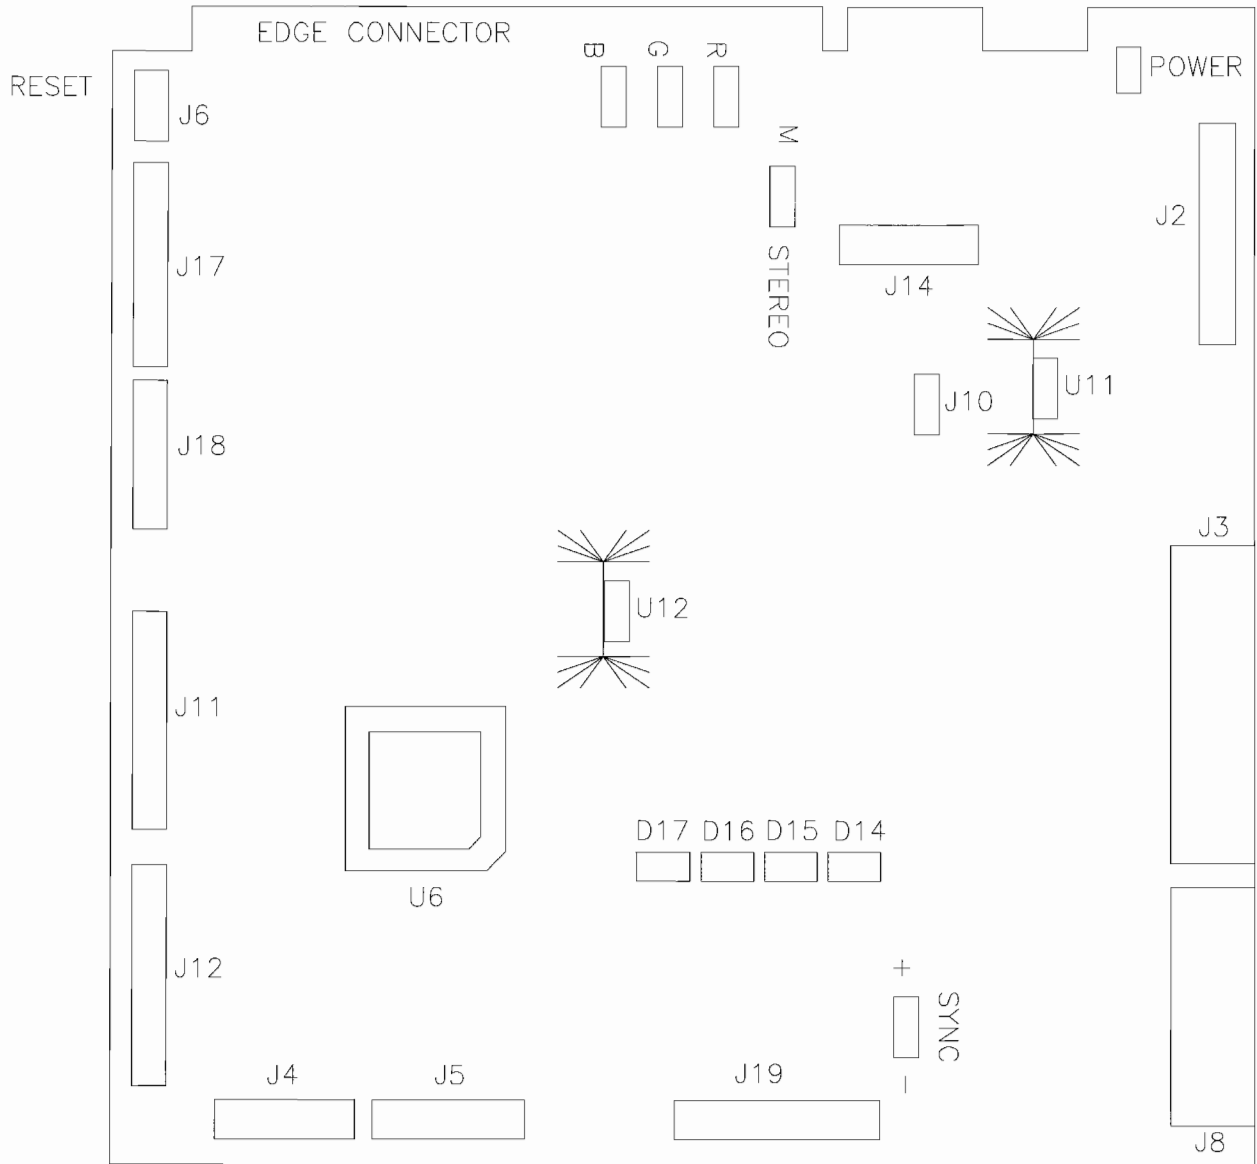 EDGE CONNECTOR
B G R
POWER
RESET
J6
M
J2
J17
STEREO
J14
U11
J10
J18
J3
U12
J11
D17 D16 D15 D14
U6
J12
+
SYNC
-
J4
J5
J19
J8